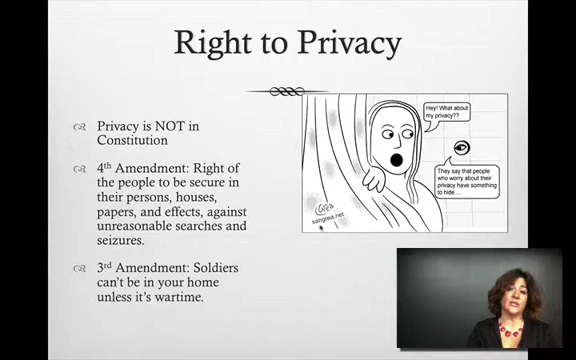 Right to Privacy
Privacy is NOT in
Constitution
4th Amendment: Right of
the people to be secure in
their persons, houses,
papers, and effects, against
unreasonable searches and
seizures.
3rd Amendment: Soldiers
can't be in your home
unless it's wartime.
Hey! What about
my privacy??
They say that people
who worry about their
privacy have something
to hide ...
sangrea.net